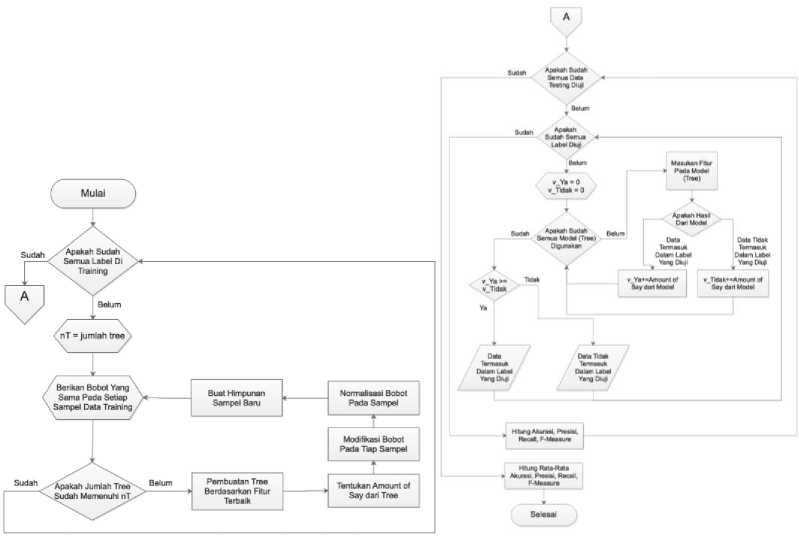 Mulai
Apakah Sudah
Semua Label Di
Training
Sudah
A
Belum
nT = jumlah tree
Berikan Bobot Yang
Sama Pada Setiap
Sampel Data Training
Buat Himpunan
Sampel Baru
Normalisasi Bobot
Pada Sampel
Modifikasi Bobot
Pada Tiap Sampel
Sudah
Apakah Jumlah Tree
Sudah Memenuhi nT
Belum
Pembuatan Tree
Berdasarkan Fitur
Terbaik
Tentukan Amount of
Say dari Tree
A
Sudah
Apakah Sudah
Semua Data
Testing Diuji
Belum
Sudah
Apakah
Sudah Semua
Label Diuji
Belum
v_Ya = 0
v_Tidak = 0
Masukan Fitur
Pada Model
(Tree)
Sudah
Apakah Sudah
Semua Model (Tree)
Digunakan
Belum
Apakah Hasil
Dari Model
Data
Termasuk
Dalam Label
Yang Diuji
Data Tidak
Termasuk
Dalam Label
Yang Diuji
v_Ya+=Amount of
Say dari Model
v_Tidak+=Amount of
Say dari Model
v_Ya >=
v_Tidak
Tidak
Ya
Data
Termasuk
Dalam Label
Yang Diuji
Data Tidak
Termasuk
Dalam Label
Yang Diuji
Hitung Akurasi, Presisi,
Recall, F-Measure
Hitung Rata-Rata
Akurasi, Presisi, Recall,
F-Measure
Selesai